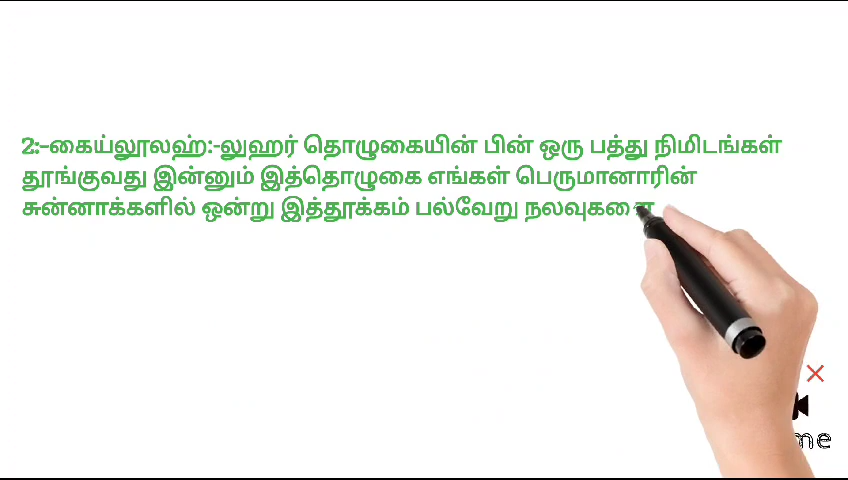 2:-கைய்லூலஹ்:-லுஹர் தொழுகையின் பின் ஒரு பத்து நிமிடங்கள்
தூங்குவது இன்னும் இத்தொழுகை எங்கள் பெருமானாரின்
சுன்னாக்களில் ஒன்று இத்தூக்கம் பல்வேறு நலவுகளை